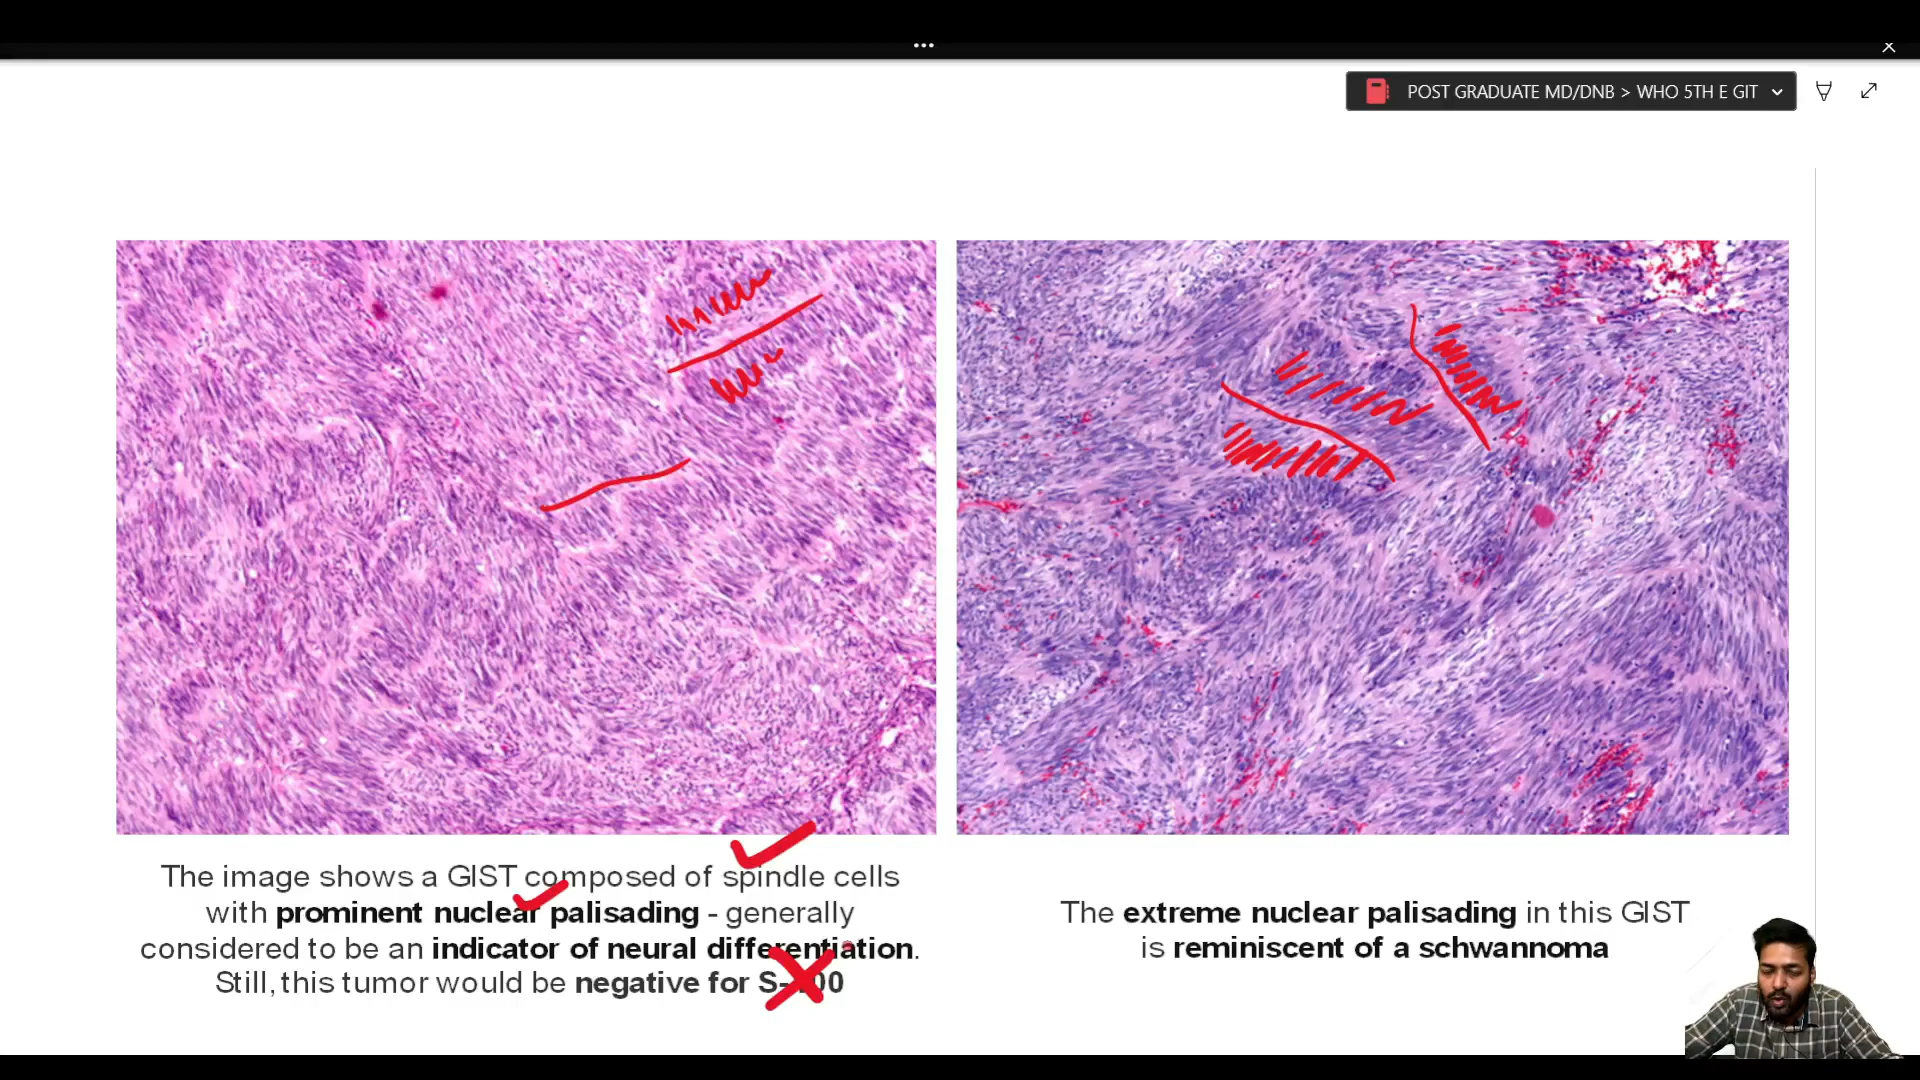 POST GRADUATE MD/DNB > WHO 5TH E GIT
The image shows a GIST composed of spindle cells
with prominent nuclear palisading - generally
considered to be an indicator of neural differentiation.
Still, this tumor would be negative for S-100
The extreme nuclear palisading in this GIST
is reminiscent of a schwannoma